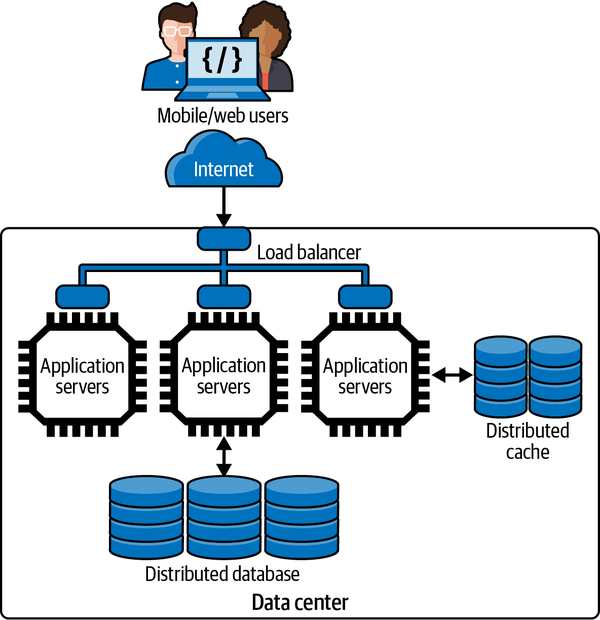 {/}
Mobile/web users
Internet
Load balancer
Application
servers
Application
servers
Application
servers
Distributed
cache
Distributed database
Data center